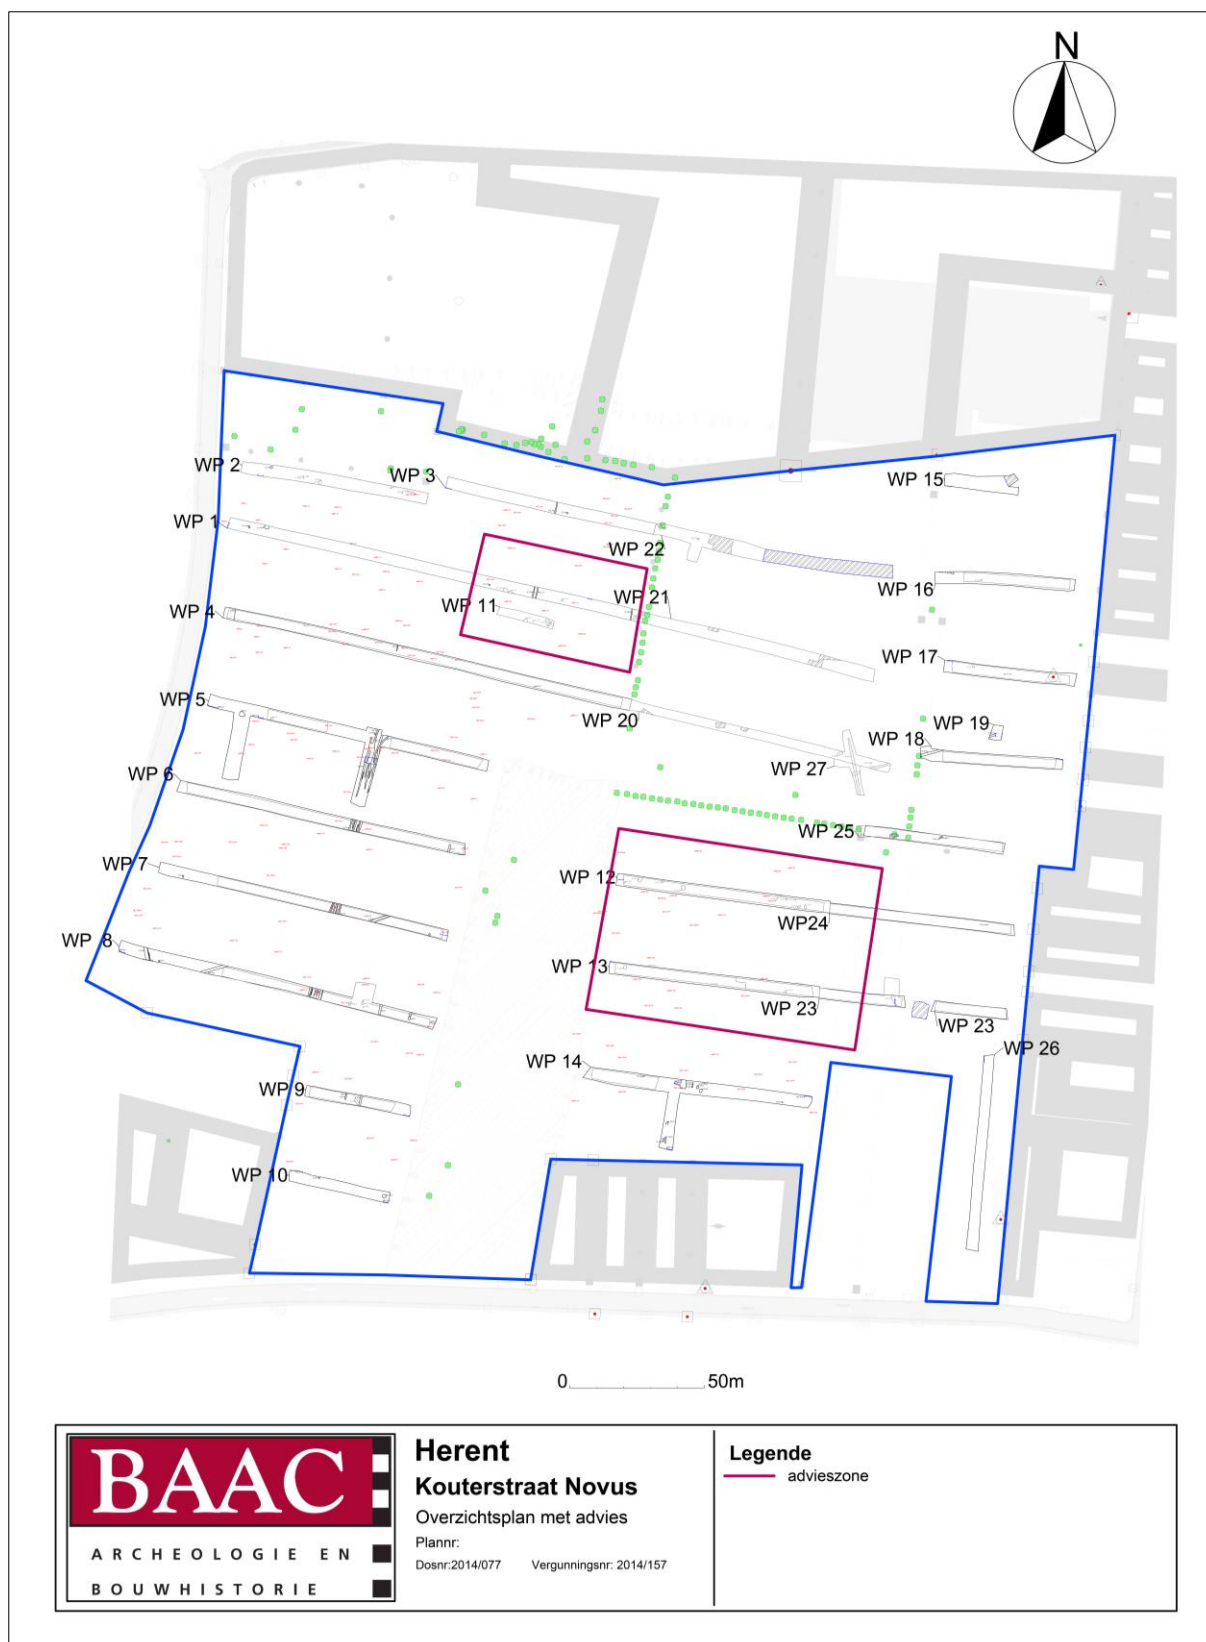 N
WP 2
WP 3
WP 15
WP 1
WP 22
WP 16
WP 11
WP 21
WP 4
WP 17
WP 5
WP 20
WP 19
WP 18
WP 6
WP 27
WP 25
WP 7
WP 12
WP24
WP 8
WP 13
WP 23
WP 23
WP 26
WP 14
WP 9
WP 10
0 50m
BAAC
ARCHEOLOGIE EN
BOUWHISTORIE
Herent
Kouterstraat Novus
Overzichtsplan met advies
Plannr:
Dosnr:2014/077 Vergunningsnr: 2014/157
Legende
advieszone